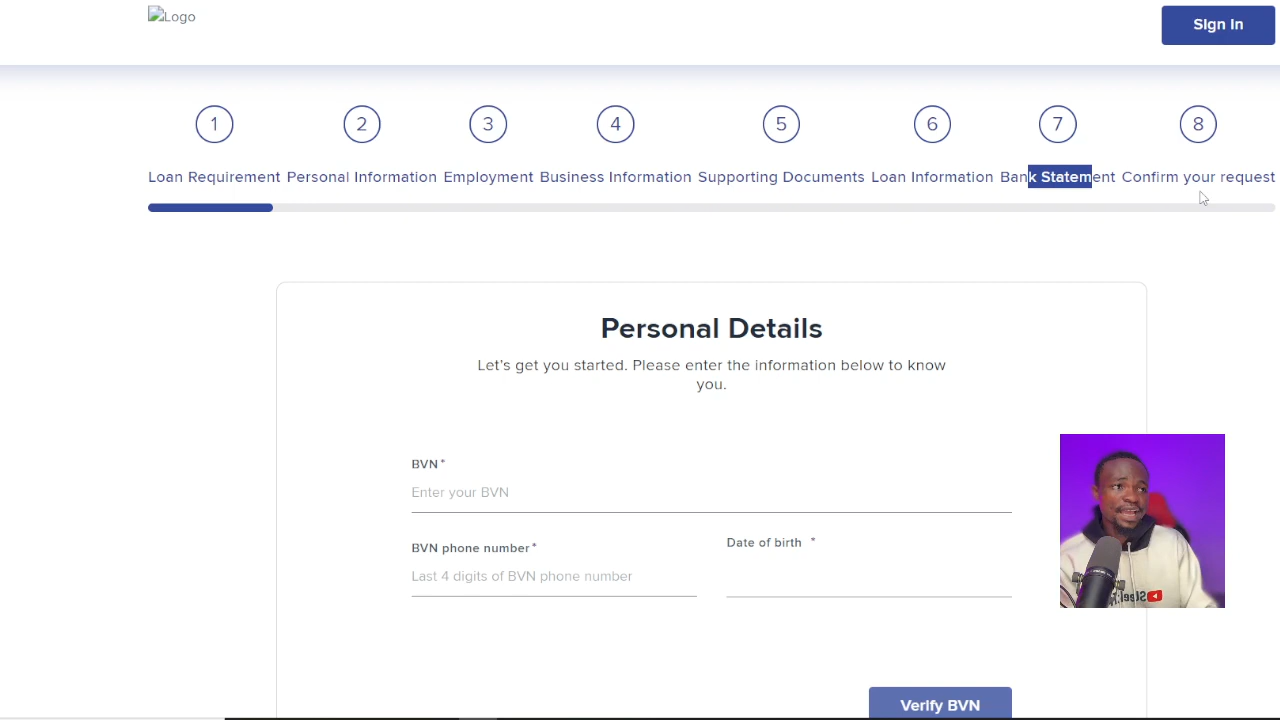 Logo
Sign In
1 2 3 4 5 6 7 8
Loan Requirement Personal Information Employment Business Information Supporting Documents Loan Information Bank Statement Confirm your request
Personal Details
Let's get you started. Please enter the information below to know
you.
BVN*
Enter your BVN
BVN phone number* Date of birth *
Last 4 digits of BVN phone number
Verify BVN